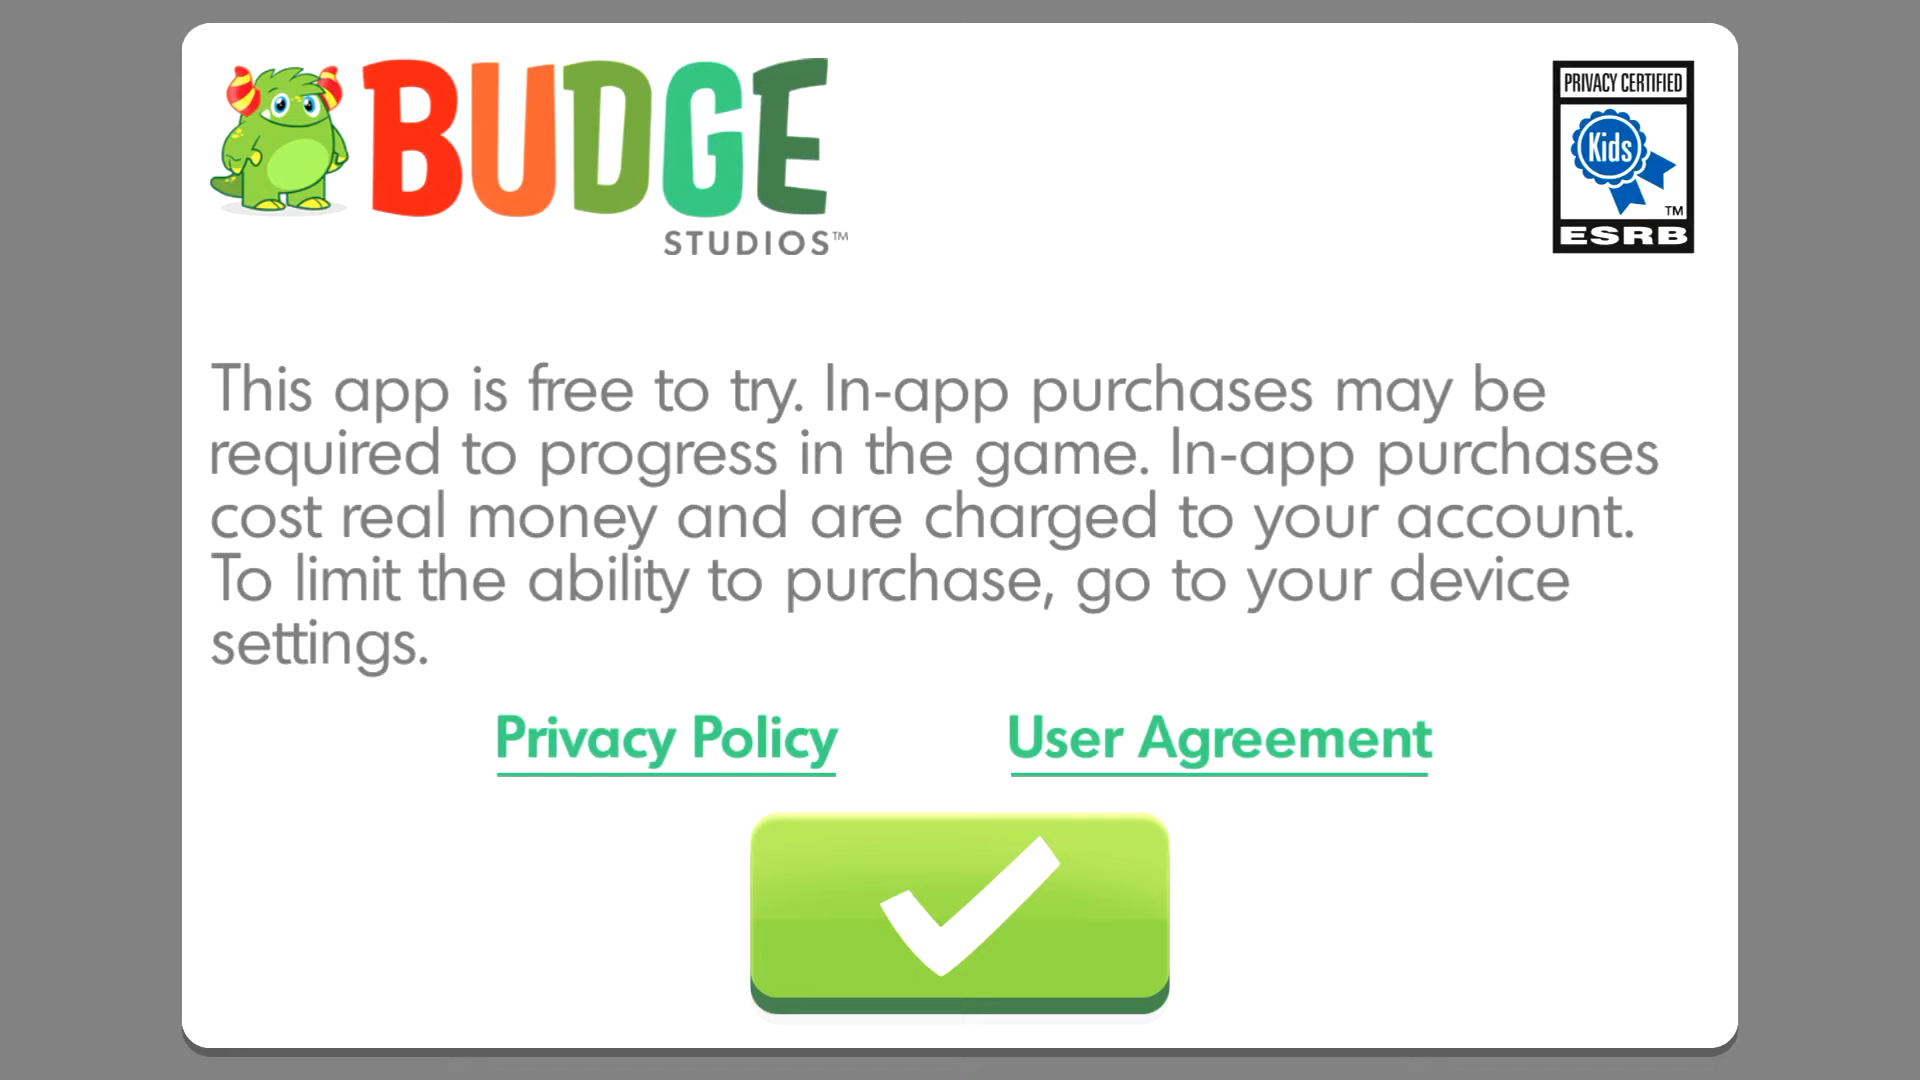 BUDGE
STUDIOS™
PRIVACY CERTIFIED
Kids
™
ESRB
This app is free to try. In-app purchases may be
required to progress in the game. In-app purchases
cost real money and are charged to your account.
To limit the ability to purchase, go to your device
settings.
Privacy Policy
User Agreement